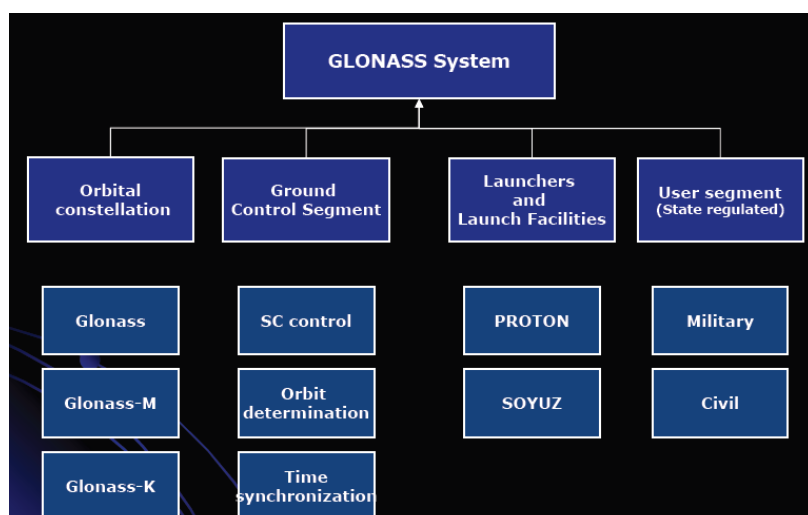 GLONASS System
Orbital
constellation
Ground
Control Segment
Launchers
and
Launch Facilities
User segment
(State regulated)
Glonass
SC control
PROTON
Military
Glonass-M
Orbit
determination
SOYUZ
Civil
Glonass-K
Time
synchronization